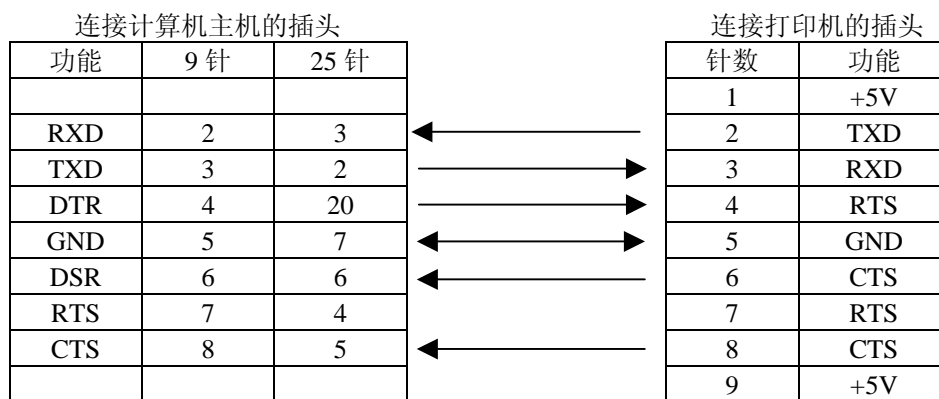 连接计算机主机的插头 连接打印机的插头
功能 9 针 25 针 针数 功能
1 +5V
RXD 2 3 2 TXD
TXD 3 2 3 RXD
DTR 4 20 4 RTS
GND 5 7 5 GND
DSR 6 6 6 CTS
RTS 7 4 7 RTS
CTS 8 5 8 CTS
9 +5V